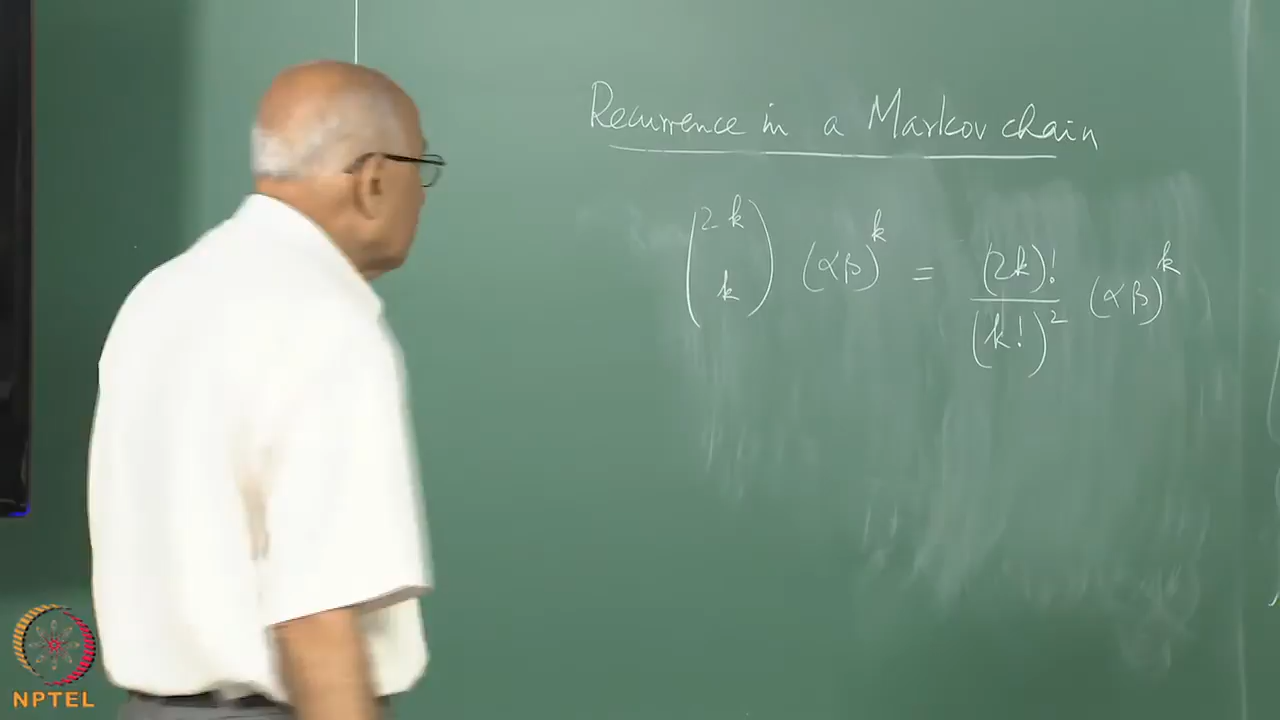 Recurrence in a Markov chain
(2k k) (αβ)^k = (2k)! / (k!)^2 (αβ)^k
NPTEL